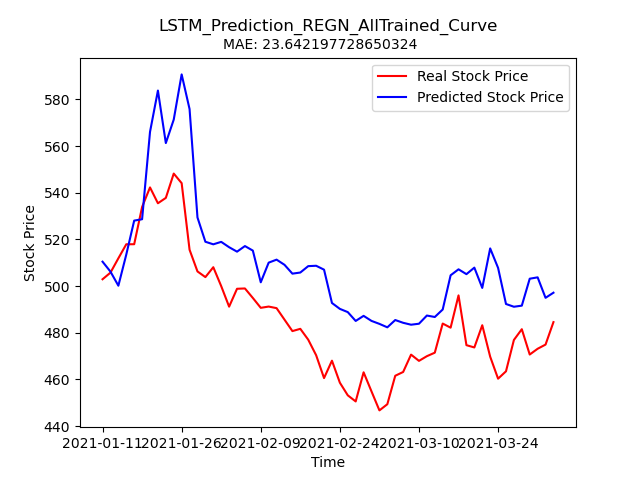 LSTM_Prediction_REGN_AllTrained_Curve
MAE: 23.642197728650324
Real Stock Price
Predicted Stock Price
Stock Price
580
560
540
520
500
480
460
440
2021-01-11 2021-01-26 2021-02-09 2021-02-24 2021-03-10 2021-03-24
Time